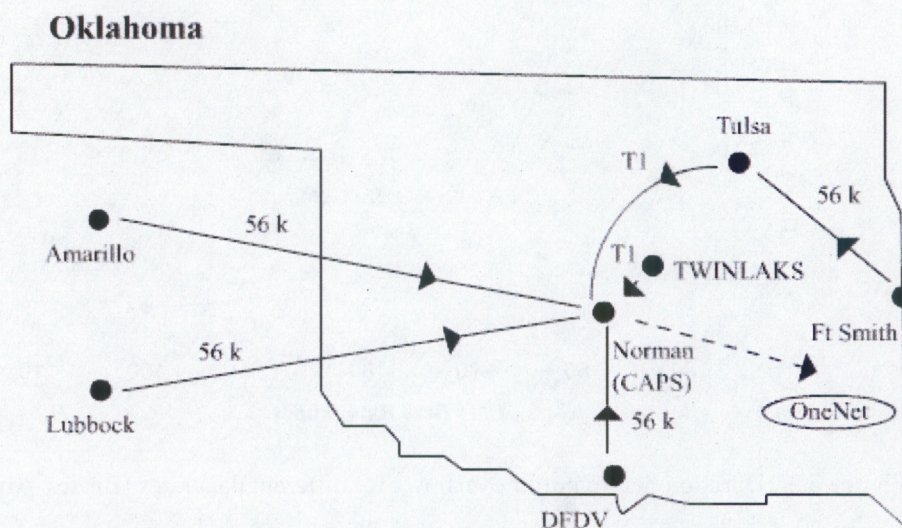 Oklahoma
Tulsa
T1
56 k
56 k
Amarillo
T1
TWINLAKS
Ft Smith
56 k
Norman
(CAPS)
OneNet
Lubbock
56 k
DFDV